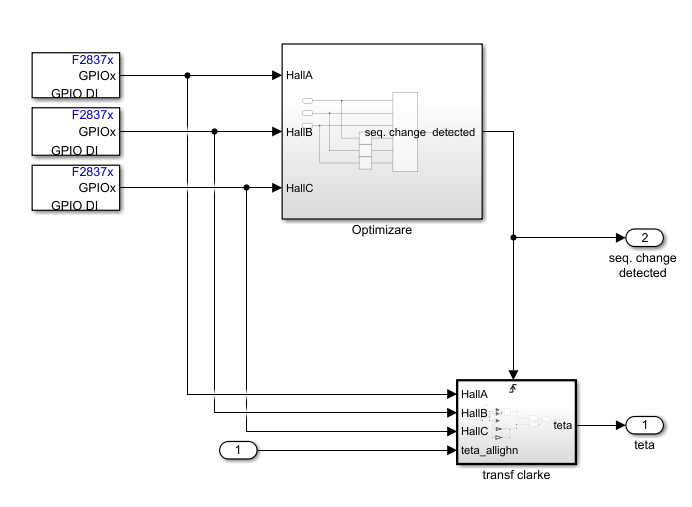 F2837x
GPIOx
GPIO DI
F2837x
GPIOx
GPIO DI
F2837x
GPIOx
GPIO DI
HallA
HallB
seq. change detected
HallC
Optimizare
2
seq. change
detected
HallA
HallB
HallC
teta
teta_allighn
1
transf clarke
1
teta